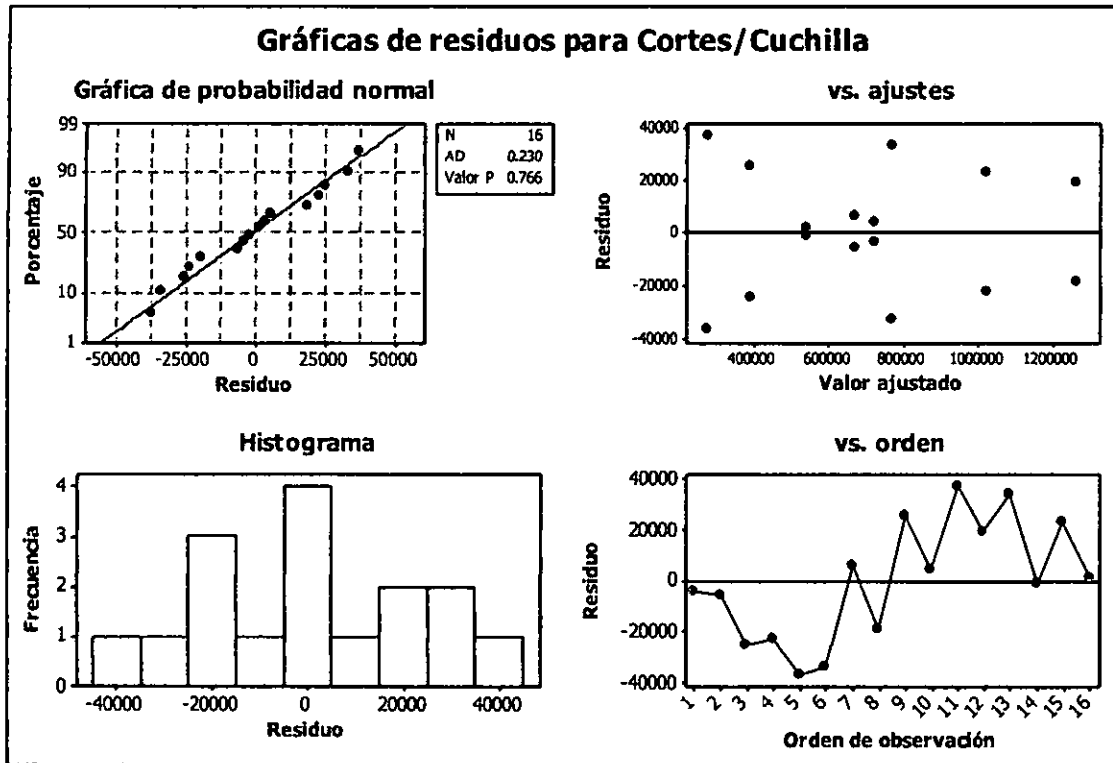 Gráficas de residuos para Cortes/Cuchilla
Gráfica de probabilidad normal
99
90
50
10
1
Porcentaje
-50000 -25000 0 25000 50000
Residuo
N 16
AD 0.230
Valor P 0.766
vs. ajustes
40000
20000
0
-20000
-40000
Residuo
400000 600000 800000 1000000 1200000
Valor ajustado
Histograma
4
3
2
1
0
Frecuencia
-40000 -20000 0 20000 40000
Residuo
vs. orden
40000
20000
0
-20000
-40000
Residuo
1 2 3 4 5 6 7 8 9 10 11 12 13 14 15 16
Orden de observación